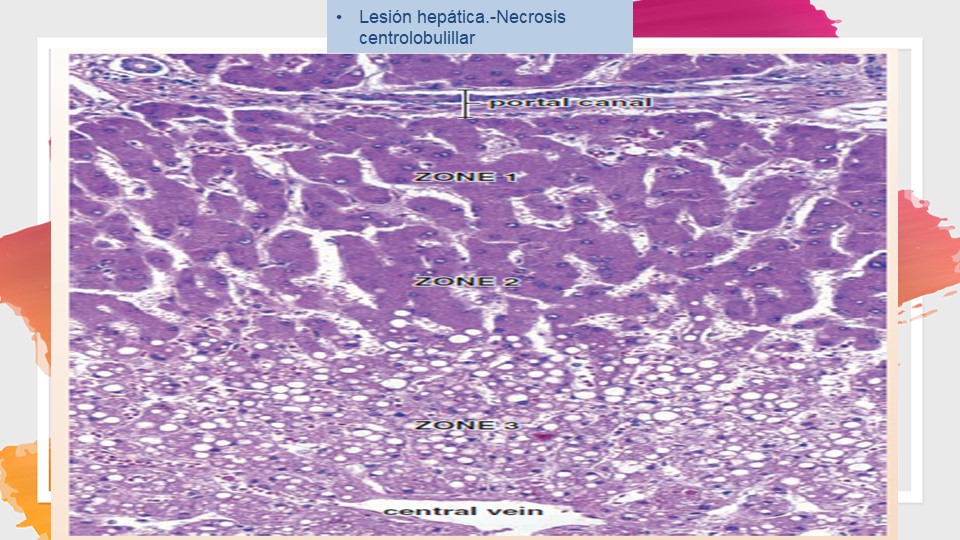 • Lesión hepática.-Necrosis
centrolobulillar
portal canal
ZONE 1
ZONE 2
ZONE 3
central vein